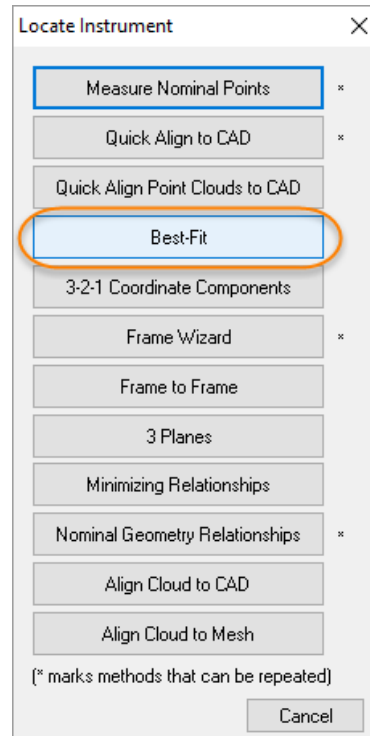 Locate Instrument
Measure Nominal Points *
Quick Align to CAD *
Quick Align Point Clouds to CAD
Best-Fit
3-2-1 Coordinate Components
Frame Wizard *
Frame to Frame
3 Planes
Minimizing Relationships
Nominal Geometry Relationships *
Align Cloud to CAD
Align Cloud to Mesh
(* marks methods that can be repeated)
Cancel